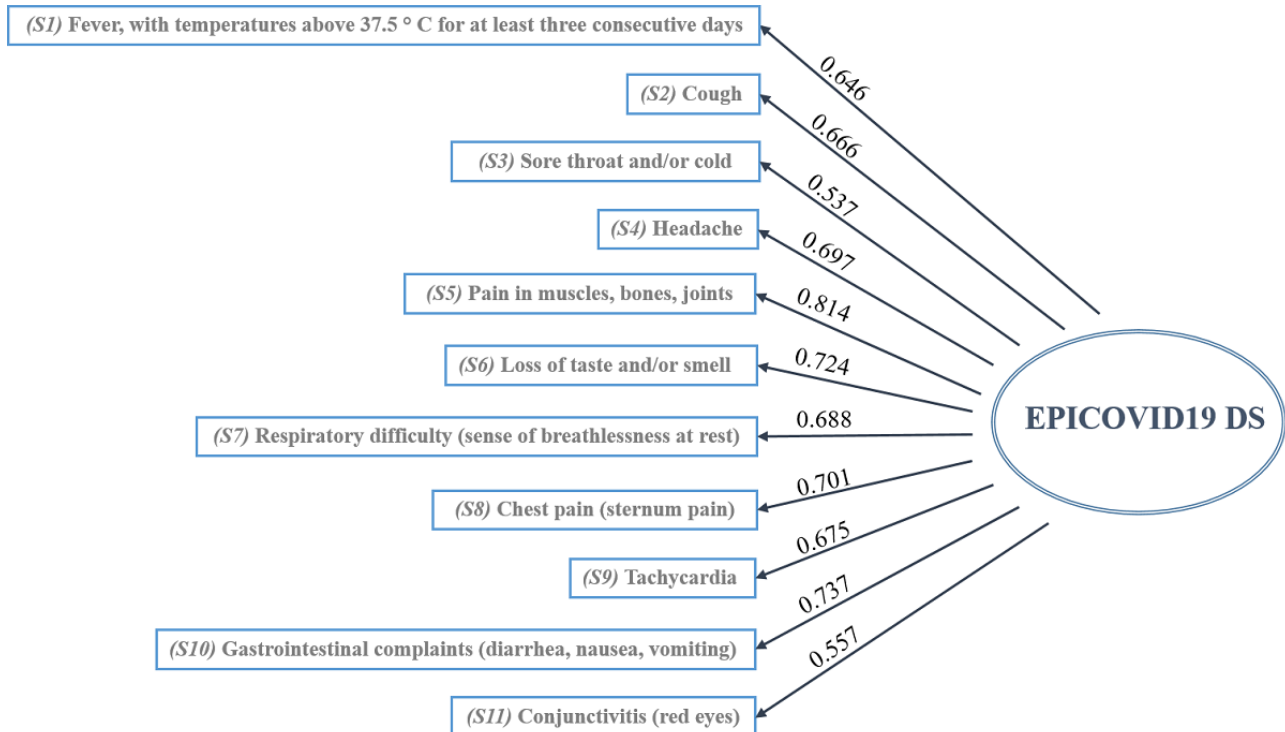 (S1) Fever, with temperatures above 37.5 ° C for at least three consecutive days
0.646
(S2) Cough
0.666
(S3) Sore throat and/or cold
0.537
(S4) Headache
0.697
(S5) Pain in muscles, bones, joints
0.814
(S6) Loss of taste and/or smell
0.724
(S7) Respiratory difficulty (sense of breathlessness at rest)
0.688
EPICOVID19 DS
(S8) Chest pain (sternum pain)
0.701
(S9) Tachycardia
0.675
(S10) Gastrointestinal complaints (diarrhea, nausea, vomiting)
0.737
(S11) Conjunctivitis (red eyes)
0.557